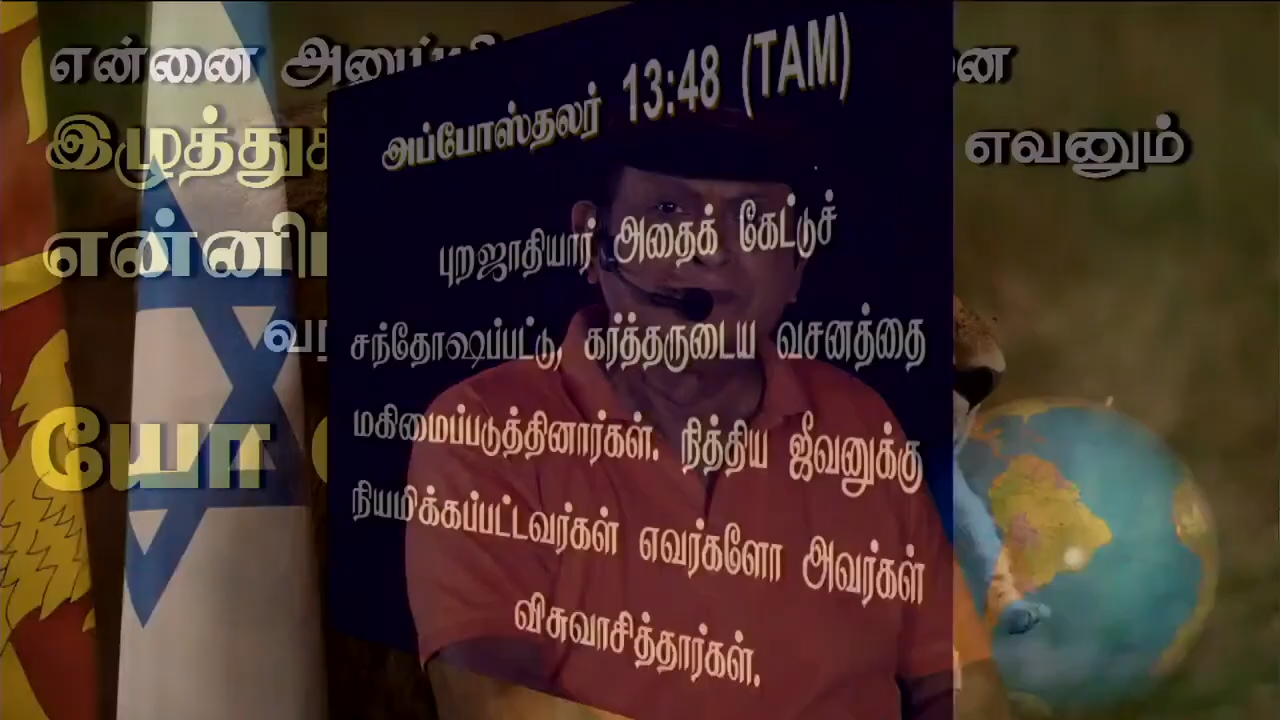 என்னை
இழுத்துக் எவனும்
யோ
அப்போஸ்தலர் 13:48 (TAM)
புறஜாதியார் அதைக் கேட்டுச்
சந்தோஷப்பட்டு, கர்த்தருடைய வசனத்தை
மகிமைப்படுத்தினார்கள். நித்திய ஜீவனுக்கு
நியமிக்கப்பட்டவர்கள் எவர்களோ அவர்கள்
விசுவாசித்தார்கள்.